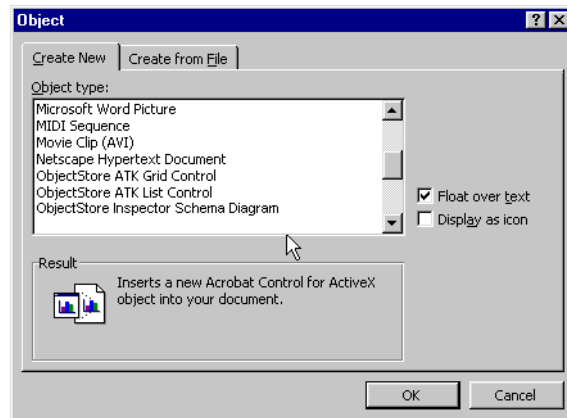 Object
Create New
Create from File
Object type:
Microsoft Word Picture
MIDI Sequence
Movie Clip (AVI)
Netscape Hypertext Document
ObjectStore ATK Grid Control
ObjectStore ATK List Control
ObjectStore Inspector Schema Diagram
Float over text
Display as icon
Result
Inserts a new Acrobat Control for ActiveX
object into your document.
OK
Cancel